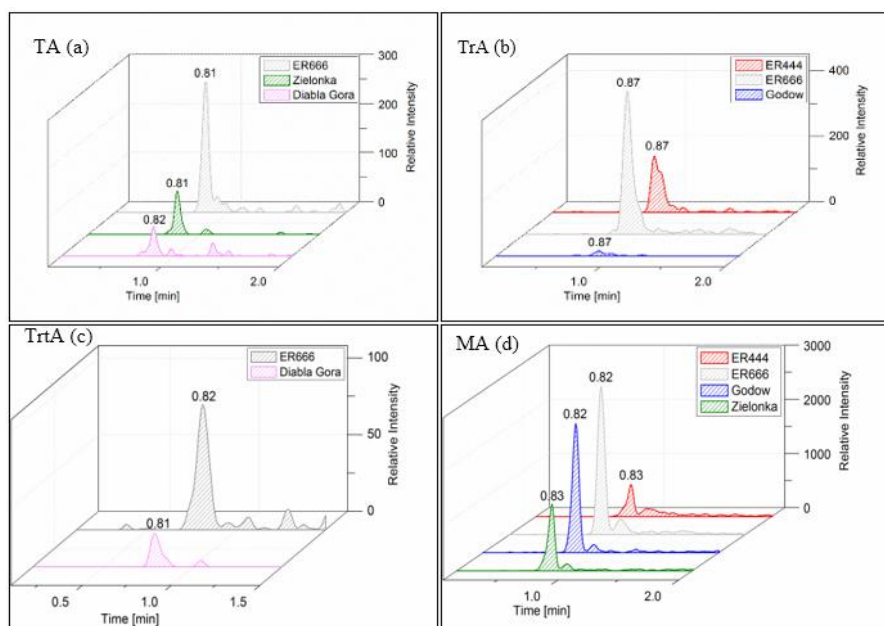 TA (a)
ER666
Zielonka
Diabla Gora
0.81
0.81
0.82
300
200
100
0
Relative Intensity
1.0
2.0
Time [min]
TrA (b)
ER444
ER666
Godow
0.87
0.87
0.87
400
200
0
Relative Intensity
1.0
2.0
Time [min]
TrtA (c)
ER666
Diabla Gora
0.82
0.81
100
50
0
Relative Intensity
0.5
1.0
1.5
Time [min]
MA (d)
ER444
ER666
Godow
Zielonka
0.82
0.82
0.83
0.83
3000
2000
1000
0
Relative Intensity
1.0
2.0
Time [min]